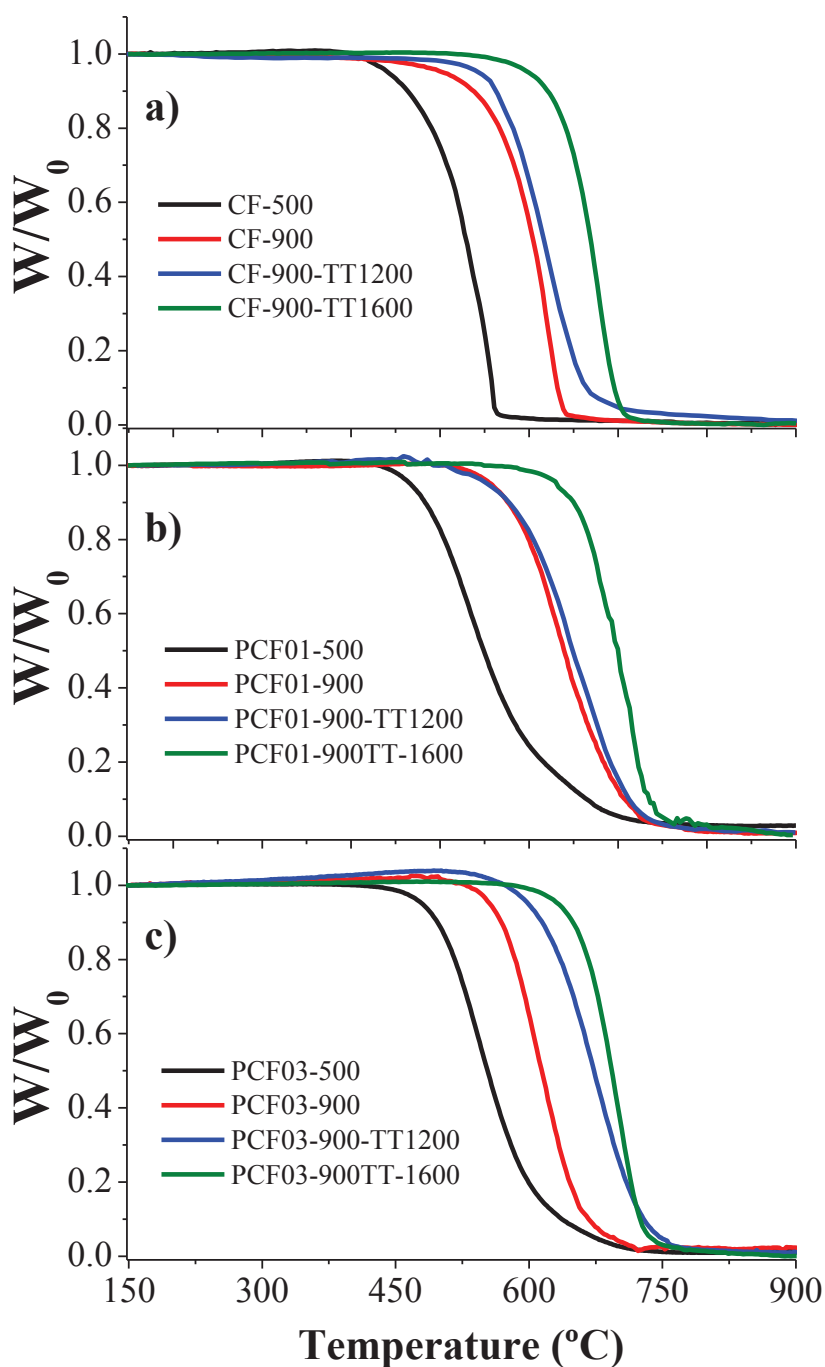 1.0
a)
0.8
W/W0
CF-500
0.6
CF-900
0.4
CF-900-TT1200
CF-900-TT1600
0.2
0.0
1.0
b)
0.8
W/W0
0.6
PCF01-500
0.4
PCF01-900
PCF01-900-TT1200
0.2
PCF01-900TT-1600
0.0
1.0
c)
0.8
W/W0
0.6
PCF03-500
0.4
PCF03-900
PCF03-900-TT1200
0.2
PCF03-900TT-1600
0.0
150 300 450 600 750 900
Temperature (ºC)